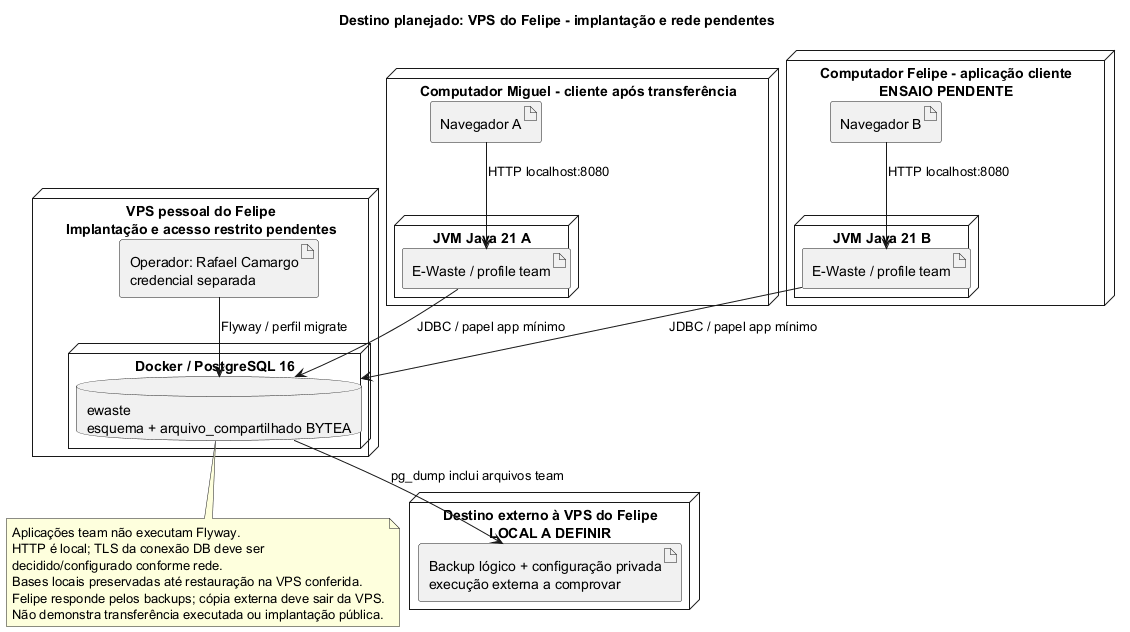 Destino planejado: VPS do Felipe - implantação e rede pendentes
Computador Miguel - cliente após transferência
Navegador A
HTTP localhost:8080
JVM Java 21 A
E-Waste / profile team
Computador Felipe - aplicação cliente
ENSAIO PENDENTE
Navegador B
HTTP localhost:8080
JVM Java 21 B
E-Waste / profile team
VPS pessoal do Felipe
Implantação e acesso restrito pendentes
Operador: Rafael Camargo
credencial separada
Flyway / perfil migrate
JDBC / papel app mínimo
JDBC / papel app mínimo
Docker / PostgreSQL 16
ewaste
esquema + arquivo_compartilhado BYTEA
pg_dump inclui arquivos team
Destino externo à VPS do Felipe
LOCAL A DEFINIR
Backup lógico + configuração privada
execução externa a comprovar
Aplicações team não executam Flyway.
HTTP é local; TLS da conexão DB deve ser
decidido/configurado conforme rede.
Bases locais preservadas até restauração na VPS conferida.
Felipe responde pelos backups; cópia externa deve sair da VPS.
Não demonstra transferência executada ou implantação pública.